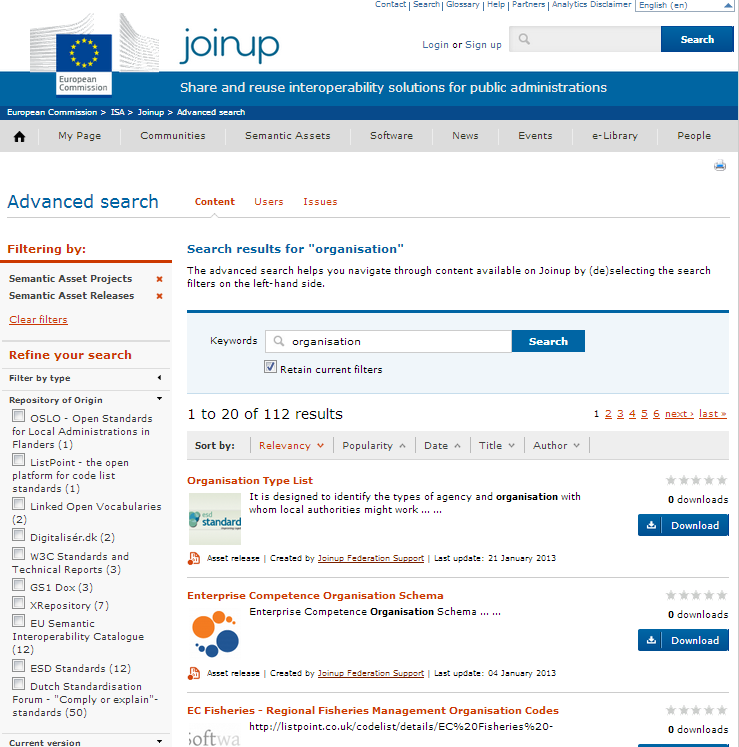 Contact | Search | Glossary | Help | Partners | Analytics Disclaimer English (en)
joinup
European
Commission
Login or Sign up
Search
Share and reuse interoperability solutions for public administrations
European Commission > ISA > Joinup > Advanced search
My Page Communities Semantic Assets Software News Events e-Library People
Advanced search
Content Users Issues
Filtering by:
Semantic Asset Projects ×
Semantic Asset Releases ×
Clear filters
Refine your search
Filter by type
Repository of Origin
OSLO - Open Standards
for Local Administrations in
Flanders (1)
ListPoint - the open
platform for code list
standards (1)
Linked Open Vocabularies
(2)
Digitalisér.dk (2)
W3C Standards and
Technical Reports (3)
GS1 Dox (3)
XRepository (7)
EU Semantic
Interoperability Catalogue
(12)
ESD Standards (12)
Dutch Standardisation
Forum - "Comply or explain"-
standards (50)
Current version
Search results for "organisation"
The advanced search helps you navigate through content available on Joinup by (de)selecting the search
filters on the left-hand side.
Keywords organisation Search
Retain current filters
1 to 20 of 112 results
1 2 3 4 5 6 next › last »
Sort by: Relevancy Popularity Date Title Author
Organisation Type List
esd
standard
It is designed to identify the types of agency and organisation with
whom local authorities might work ... ...
0 downloads
Download
Asset release | Created by Joinup Federation Support | Last update: 21 January 2013
Enterprise Competence Organisation Schema
Enterprise Competence Organisation Schema ... ...
0 downloads
Download
Asset release | Created by Joinup Federation Support | Last update: 04 January 2013
EC Fisheries - Regional Fisheries Management Organisation Codes
http://listpoint.co.uk/codelist/details/EC%20Fisheries%20-
0 downloads